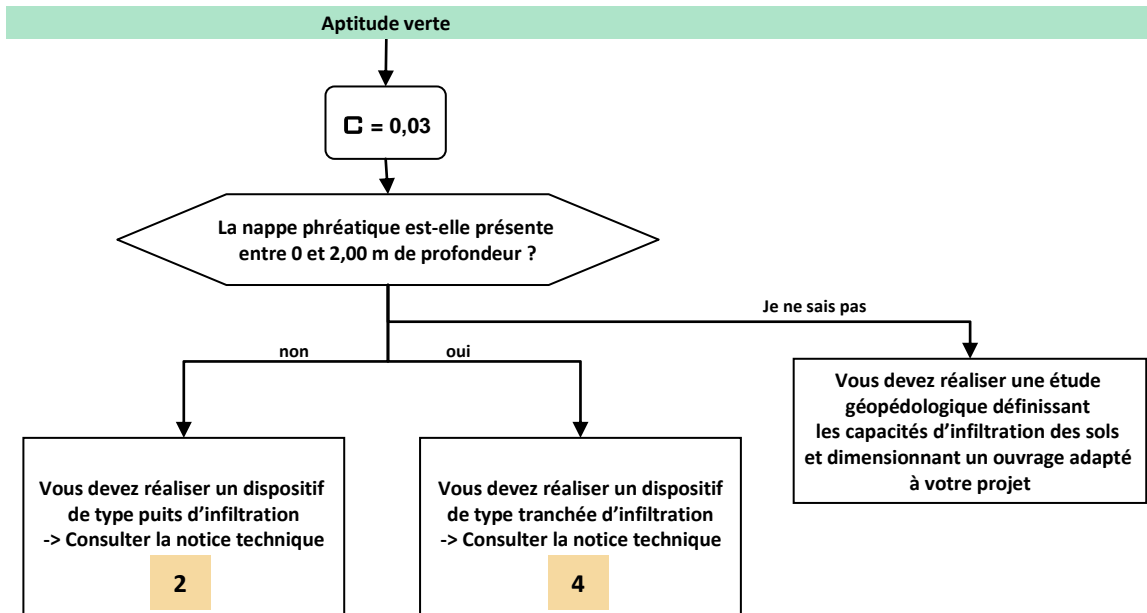 Aptitude verte
C = 0,03
La nappe phréatique est-elle présente
entre 0 et 2,00 m de profondeur ?
Je ne sais pas
non
oui
Vous devez réaliser une étude
géopédologique définissant
les capacités d'infiltration des sols
et dimensionnant un ouvrage adapté
à votre projet
Vous devez réaliser un dispositif
de type puits d'infiltration
-> Consulter la notice technique
2
Vous devez réaliser un dispositif
de type tranchée d'infiltration
-> Consulter la notice technique
4